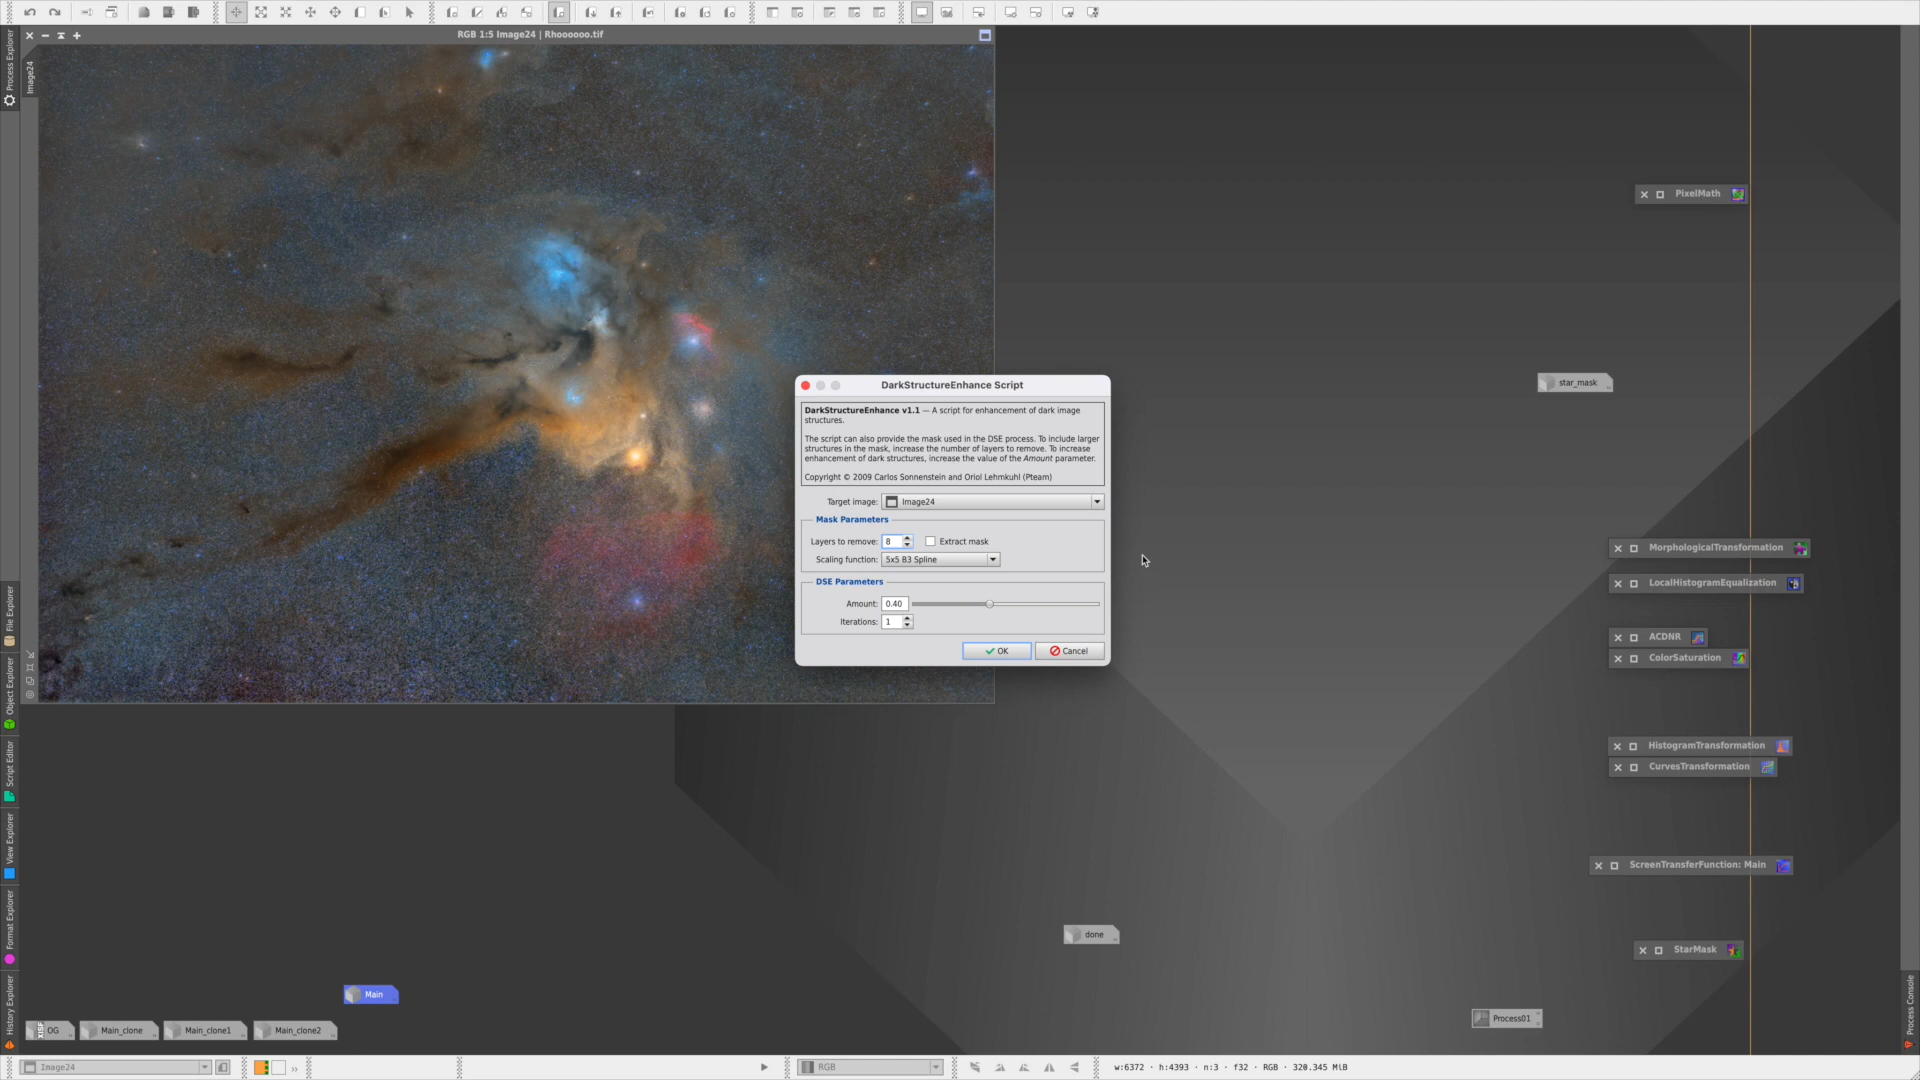 RGB 1:5 Image24 | Rhoooooo.tif
Process Explorer
Image24
PixelMath
star_mask
DarkStructureEnhance Script
DarkStructureEnhance v1.1 — A script for enhancement of dark image
structures.
The script can also provide the mask used in the DSE process. To include larger
structures in the mask, increase the number of layers to remove. To increase
enhancement of dark structures, increase the value of the Amount parameter.
Copyright © 2009 Carlos Sonnenstein and Oriol Lehmkuhl (Pteam)
Target image: Image24
Mask Parameters
Layers to remove: 8 Extract mask
Scaling function: 5x5 B3 Spline
DSE Parameters
Amount: 0.40
Iterations: 1
OK Cancel
MorphologicalTransformation
LocalHistogramEqualization
ACDNR
ColorSaturation
HistogramTransformation
CurvesTransformation
ScreenTransferFunction: Main
StarMask
File Explorer
Object Explorer
Script Editor
View Explorer
Format Explorer
History Explorer
done
Main
XISF OG
Main_clone
Main_clone1
Main_clone2
Process01
Process Console
Image24
RGB
w:6372 · h:4393 · n:3 · f32 · RGB · 320.345 MiB